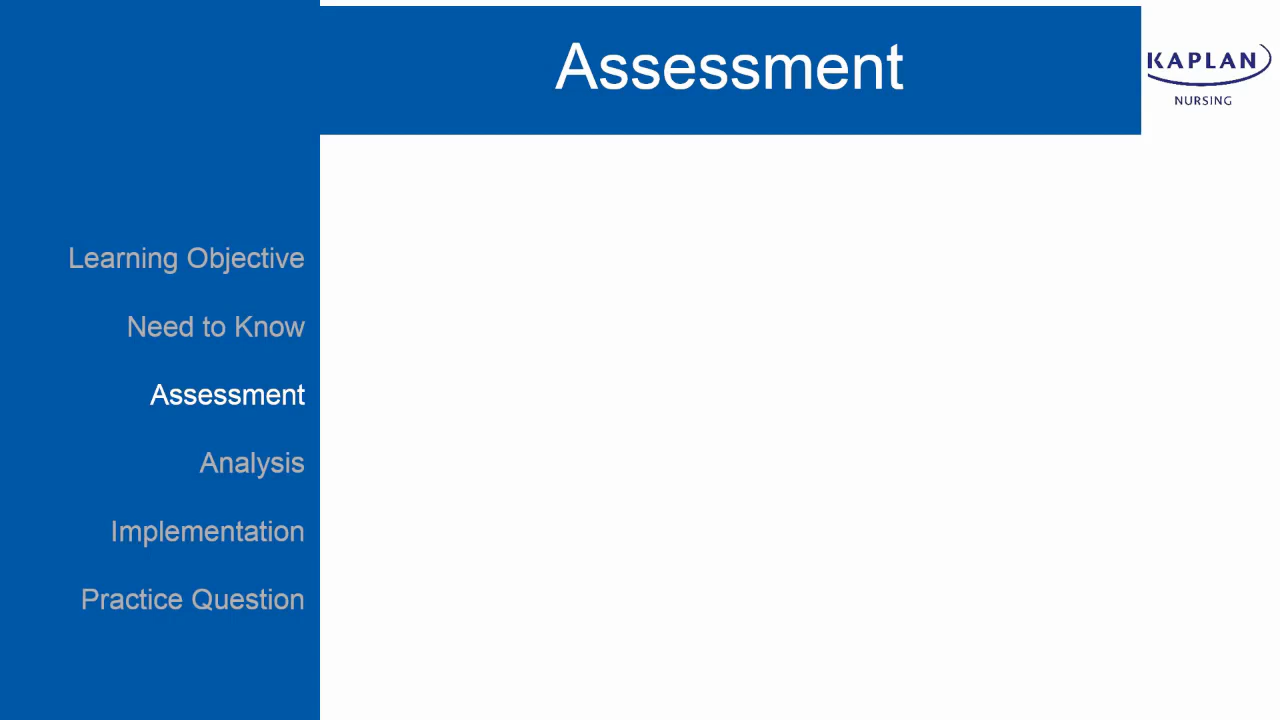 Assessment
KAPLAN
NURSING
Learning Objective
Need to Know
Assessment
Analysis
Implementation
Practice Question